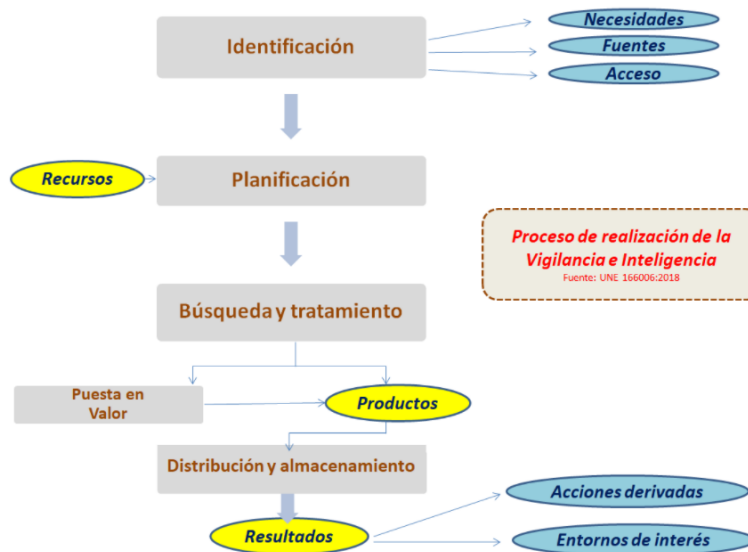 Identificación
Necesidades
Fuentes
Acceso
Recursos
Planificación
Proceso de realización de la
Vigilancia e Inteligencia
Fuente: UNE 166006:2018
Búsqueda y tratamiento
Puesta en
Valor
Productos
Distribución y almacenamiento
Resultados
Acciones derivadas
Entornos de interés